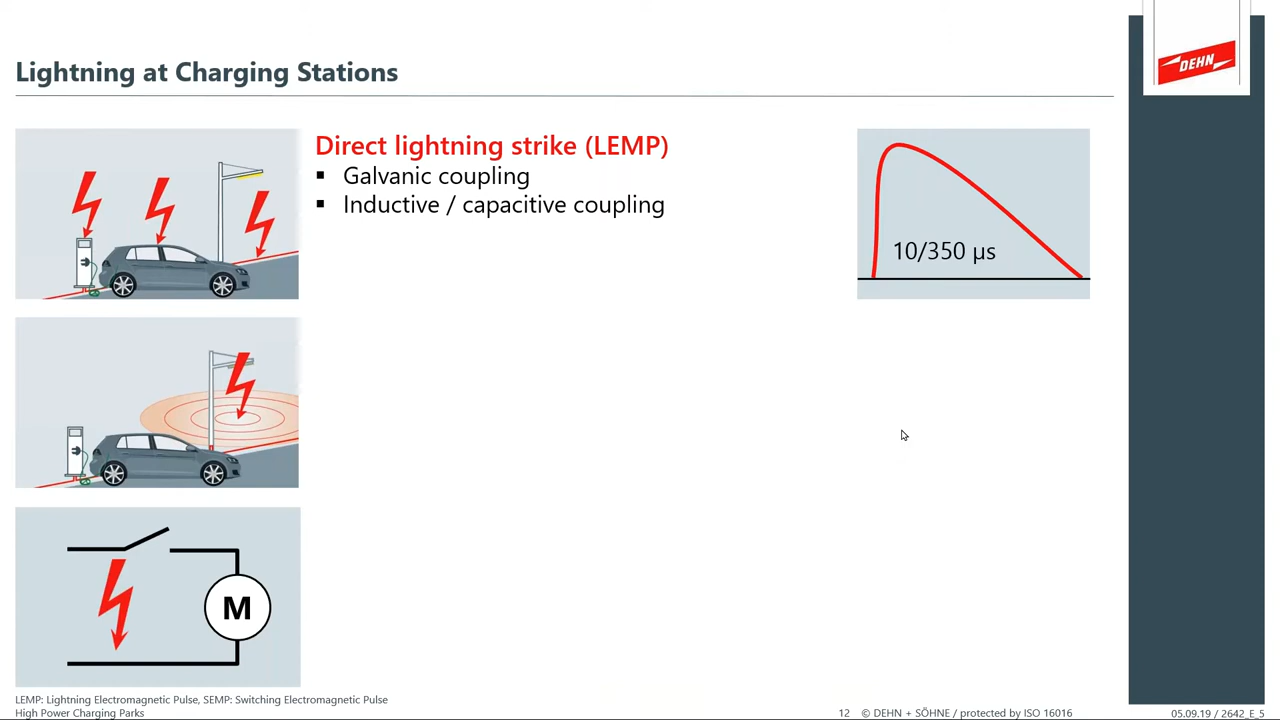 Lightning at Charging Stations
DEHN
Direct lightning strike (LEMP)
▪ Galvanic coupling
▪ Inductive / capacitive coupling
10/350 µs
M
LEMP: Lightning Electromagnetic Pulse, SEMP: Switching Electromagnetic Pulse
High Power Charging Parks
12 © DEHN + SÖHNE / protected by ISO 16016
05.09.19 / 2642_E_5